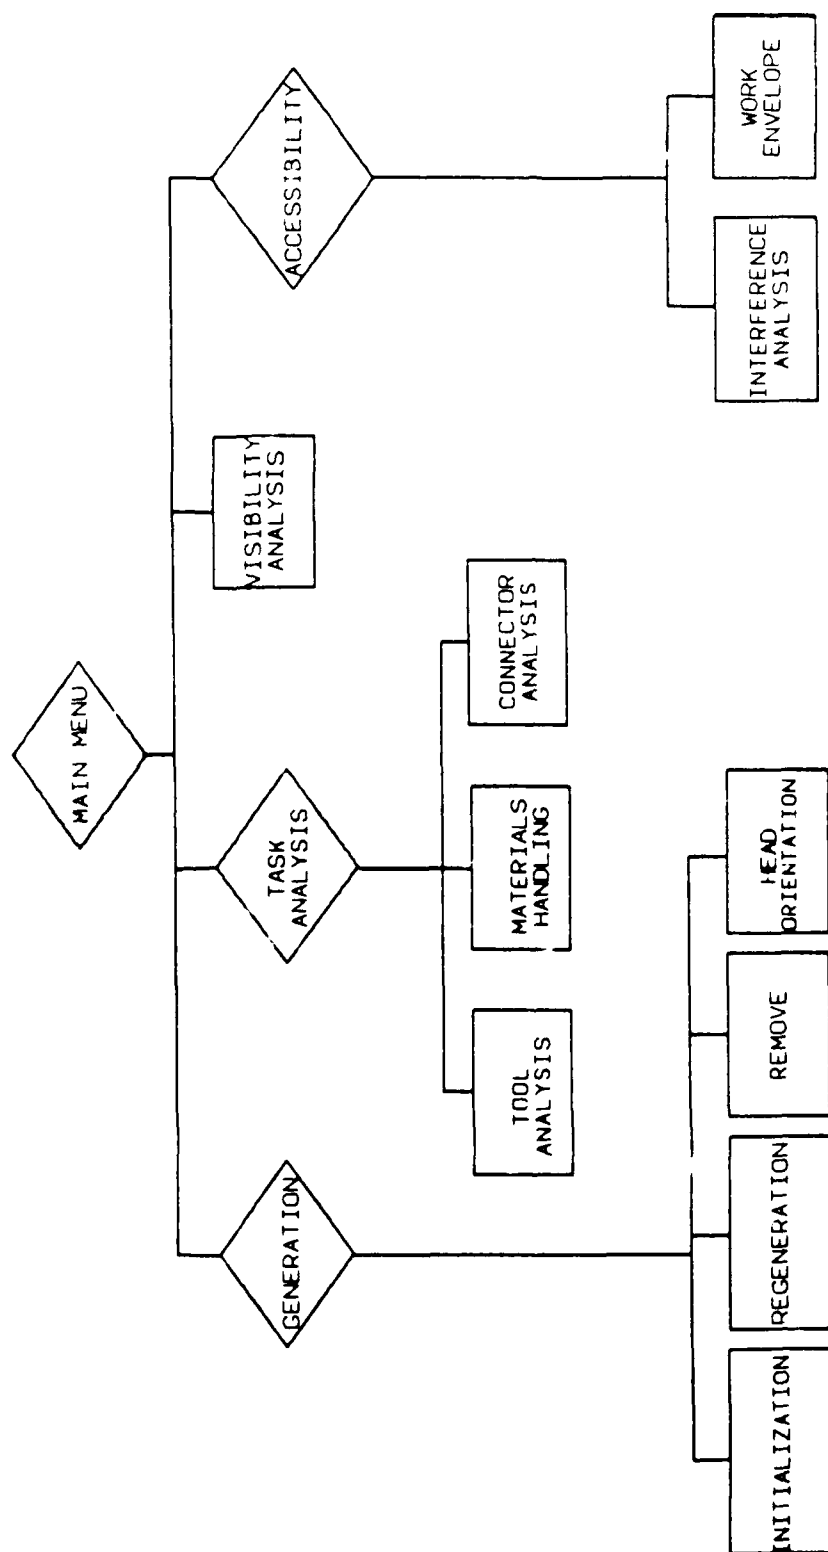 MAIN MENU
GENERATION
TASK
ANALYSIS
VISIBILITY
ANALYSIS
ACCESSIBILITY
TOOL
ANALYSIS
MATERIALS
HANDLING
CONNECTOR
ANALYSIS
INITIALIZATION
REGENERATION
REMOVE
HEAD
ORIENTATION
INTERFERENCE
ANALYSIS
WORK
ENVELOPE